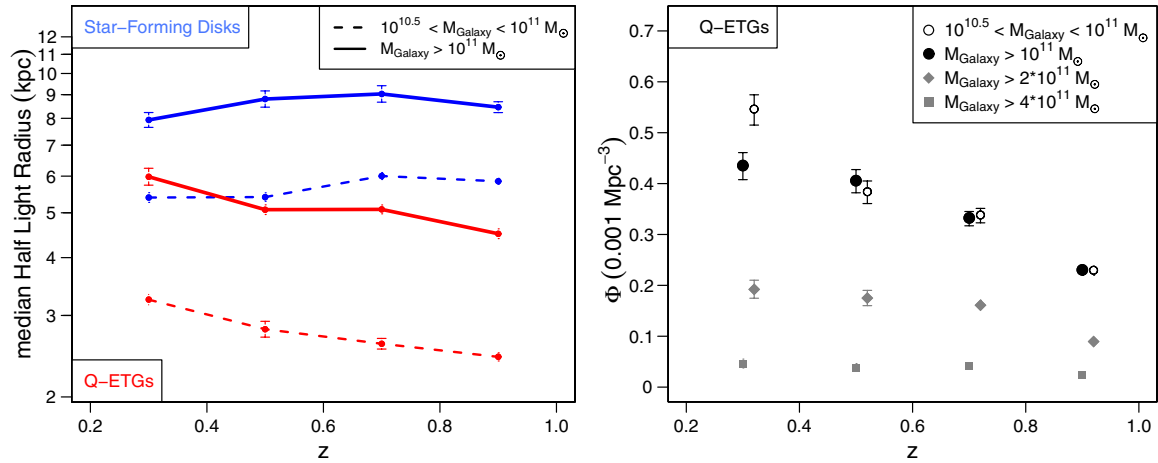 Star−Forming Disks
10^10.5 < M_Galaxy < 10^11 M_⊙
M_Galaxy > 10^11 M_⊙
median Half Light Radius (kpc)
12
11
10
9
8
7
6
5
4
3
2
Q−ETGs
0.2 0.4 0.6 0.8 1.0
z
Q−ETGs
10^10.5 < M_Galaxy < 10^11 M_⊙
M_Galaxy > 10^11 M_⊙
M_Galaxy > 2*10^11 M_⊙
M_Galaxy > 4*10^11 M_⊙
Φ (0.001 Mpc^−3)
0.7
0.6
0.5
0.4
0.3
0.2
0.1
0
0.2 0.4 0.6 0.8 1.0
z